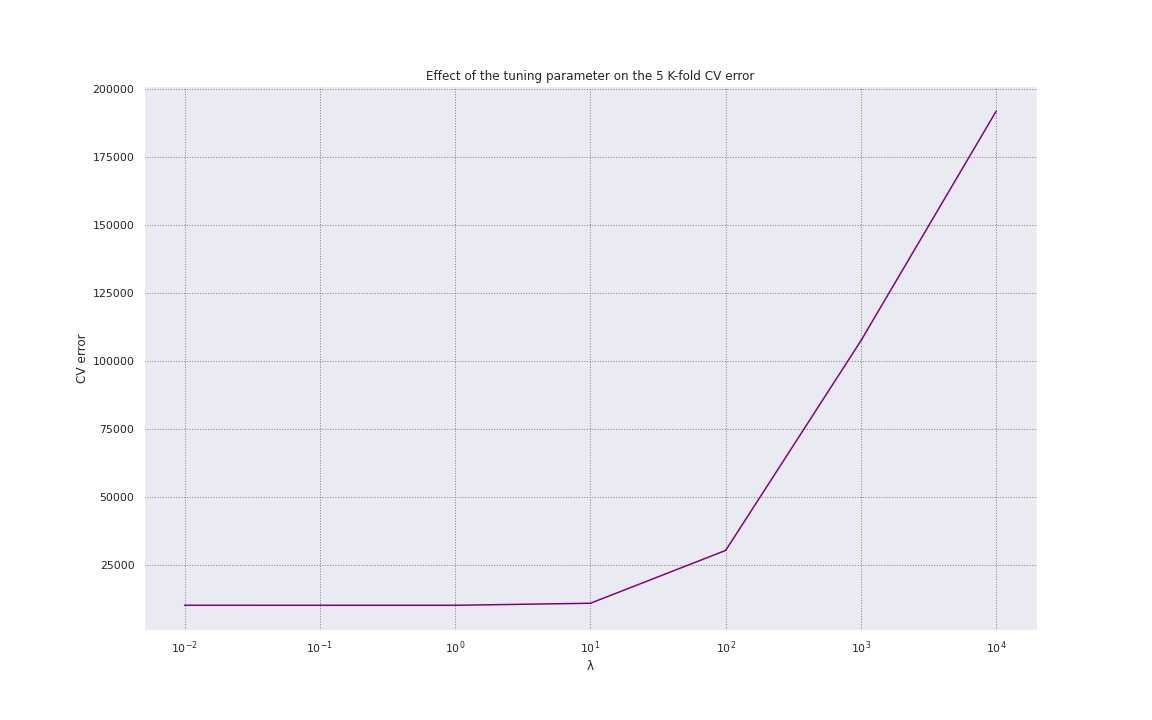 Effect of the tuning parameter on the 5 K-fold CV error
200000
175000
150000
125000
CV error
100000
75000
50000
25000
10⁻² 10⁻¹ 10⁰ 10¹ 10² 10³ 10⁴
λ